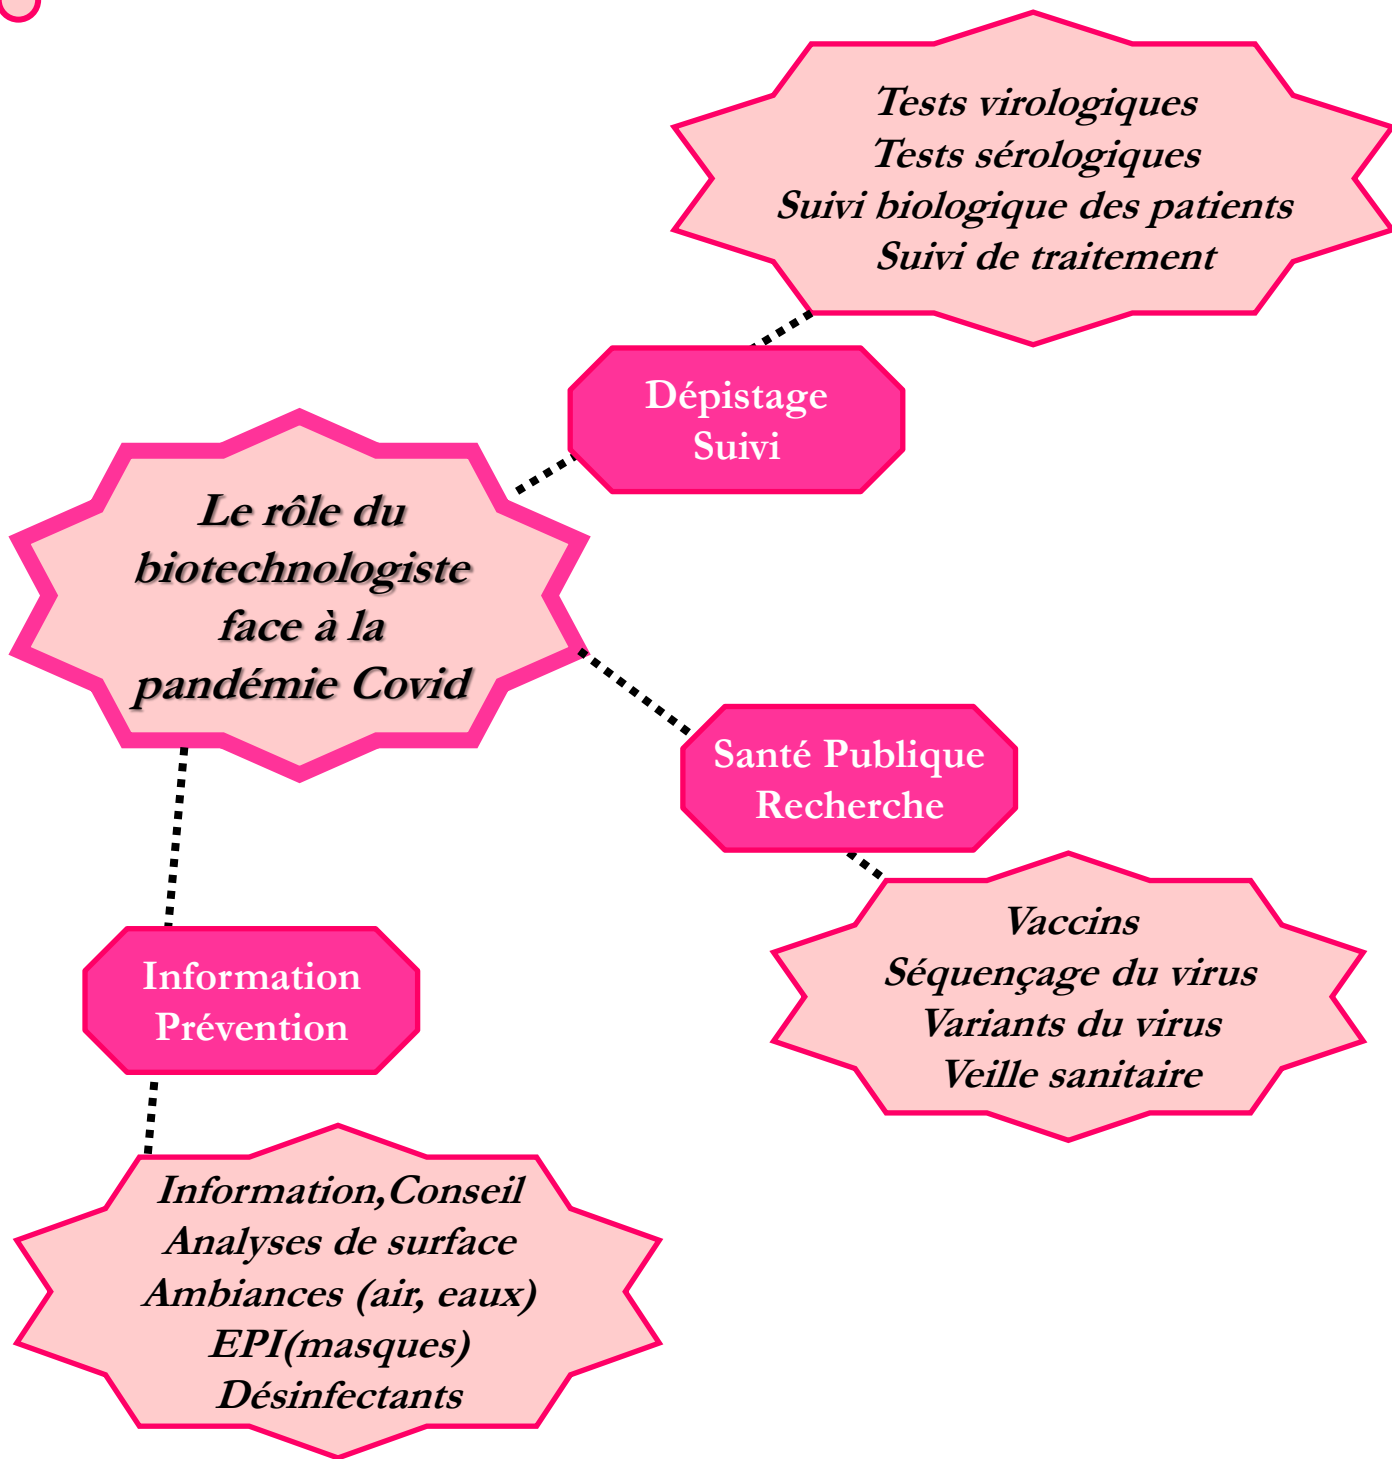 Tests virologiques
Tests sérologiques
Suivi biologique des patients
Suivi de traitement
Dépistage
Suivi
Le rôle du
biotechnologiste
face à la
pandémie Covid
Santé Publique
Recherche
Vaccins
Séquençage du virus
Variants du virus
Veille sanitaire
Information
Prévention
Information,Conseil
Analyses de surface
Ambiances (air, eaux)
EPI(masques)
Désinfectants